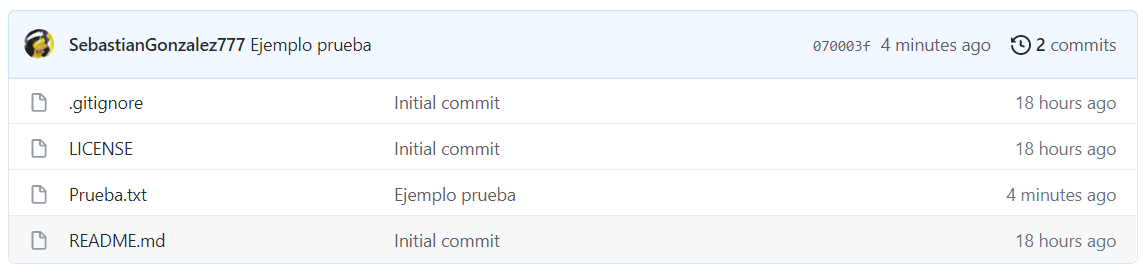 SebastianGonzalez777 Ejemplo prueba 070003f 4 minutes ago 2 commits
.gitignore Initial commit 18 hours ago
LICENSE Initial commit 18 hours ago
Prueba.txt Ejemplo prueba 4 minutes ago
README.md Initial commit 18 hours ago